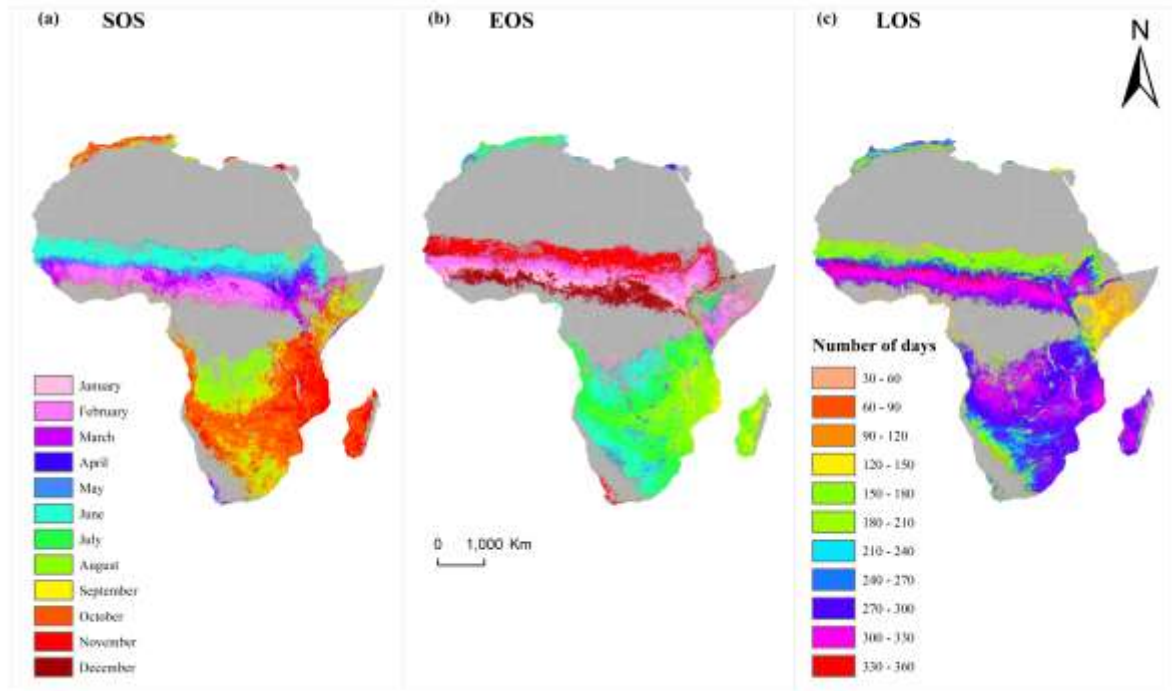 (a) SOS
(b) EOS
(c) LOS
N
January
February
March
April
May
June
July
August
September
October
November
December
0 1,000 Km
Number of days
30 - 60
60 - 90
90 - 120
120 - 150
150 - 180
180 - 210
210 - 240
240 - 270
270 - 300
300 - 330
330 - 360